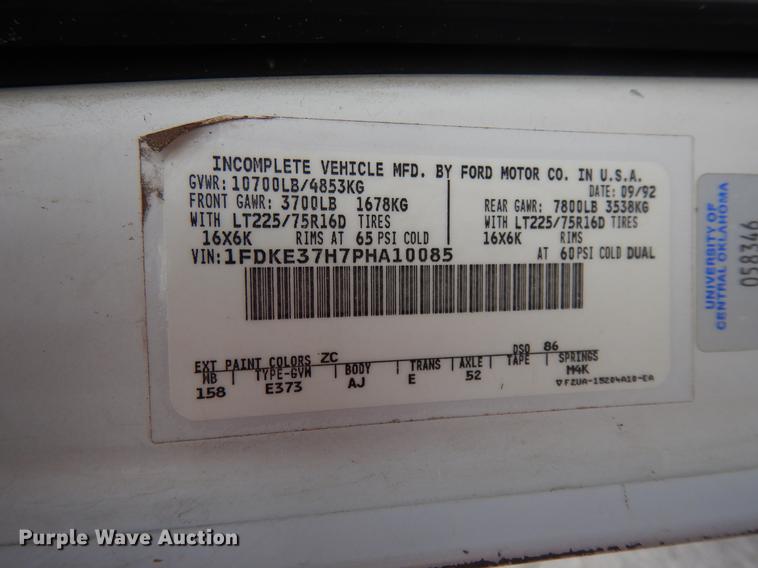 INCOMPLETE VEHICLE MFD. BY FORD MOTOR CO. IN U.S.A.
GVWR: 10700LB/4853KG DATE: 09/92
FRONT GAWR: 3700LB 1678KG REAR GAWR: 7800LB 3538KG
WITH LT225/75R16D TIRES WITH LT225/75R16D TIRES
16X6K RIMS AT 65 PSI COLD 16X6K RIMS
VIN: 1FDKE37H7PHA10085 AT 60 PSI COLD DUAL
EXT PAINT COLORS ZC DSO 86
WB TYPE-GVW BODY TRANS AXLE TAPE SPRINGS
158 E373 AJ E 52 M4K
▽F2UA-15204A10-EA
UNIVERSITY OF
CENTRAL OKLAHOMA
058346
Purple Wave Auction